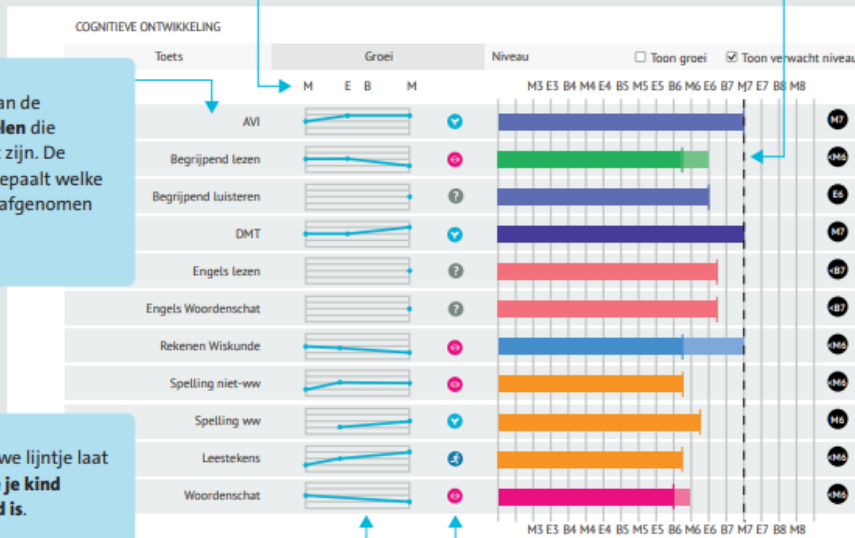 COGNITIEVE ONTWIKKELING
Toets Groei Niveau Toon groei Toon verwacht niveau
M E B M M3 E3 B4 M4 E4 B5 M5 E5 B6 M6 E6 B7 M7 E7 B8 M8
an de
elen die
t zijn. De
epaalt welke
afgenomen
AVI M7
Begrijpend lezen <M6
Begrijpend luisteren ? E6
DMT M7
Engels lezen ? <B7
Engels Woordenschat ? <B7
Rekenen Wiskunde <M6
Spelling niet-ww <M6
Spelling ww M6
Leestekens <M6
Woordenschat <M6
we lijntje laat
e je kind
d is.
M3 E3 B4 M4 E4 B5 M5 E5 B6 M6 E6 B7 M7 E7 B8 M8